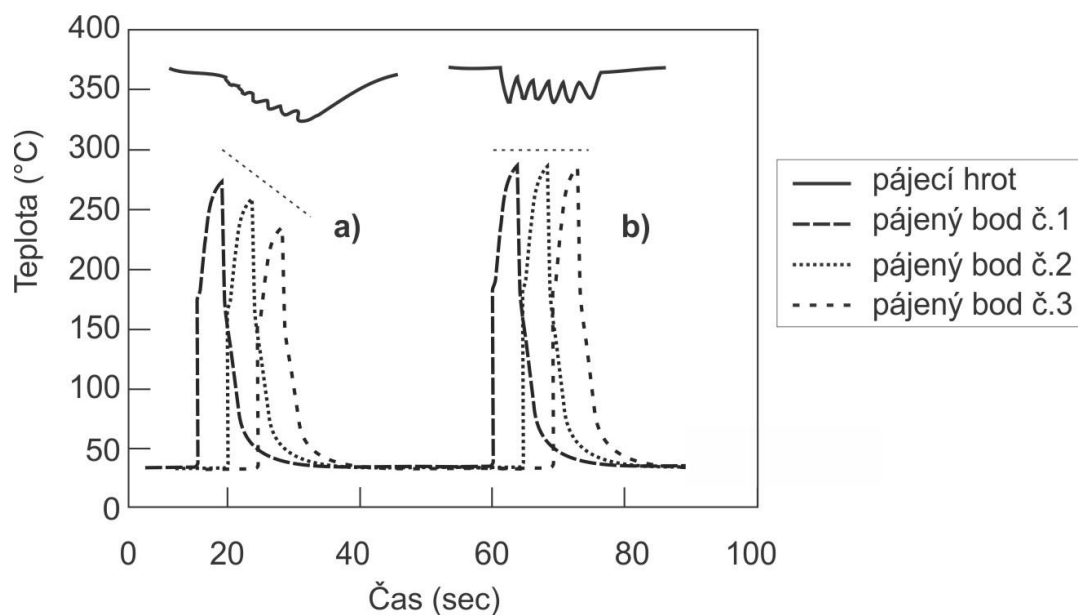 400
350
300
250
200
150
100
50
0
Teplota (°C)
a)
b)
0 20 40 60 80 100
Čas (sec)
pájecí hrot
pájený bod č.1
pájený bod č.2
pájený bod č.3